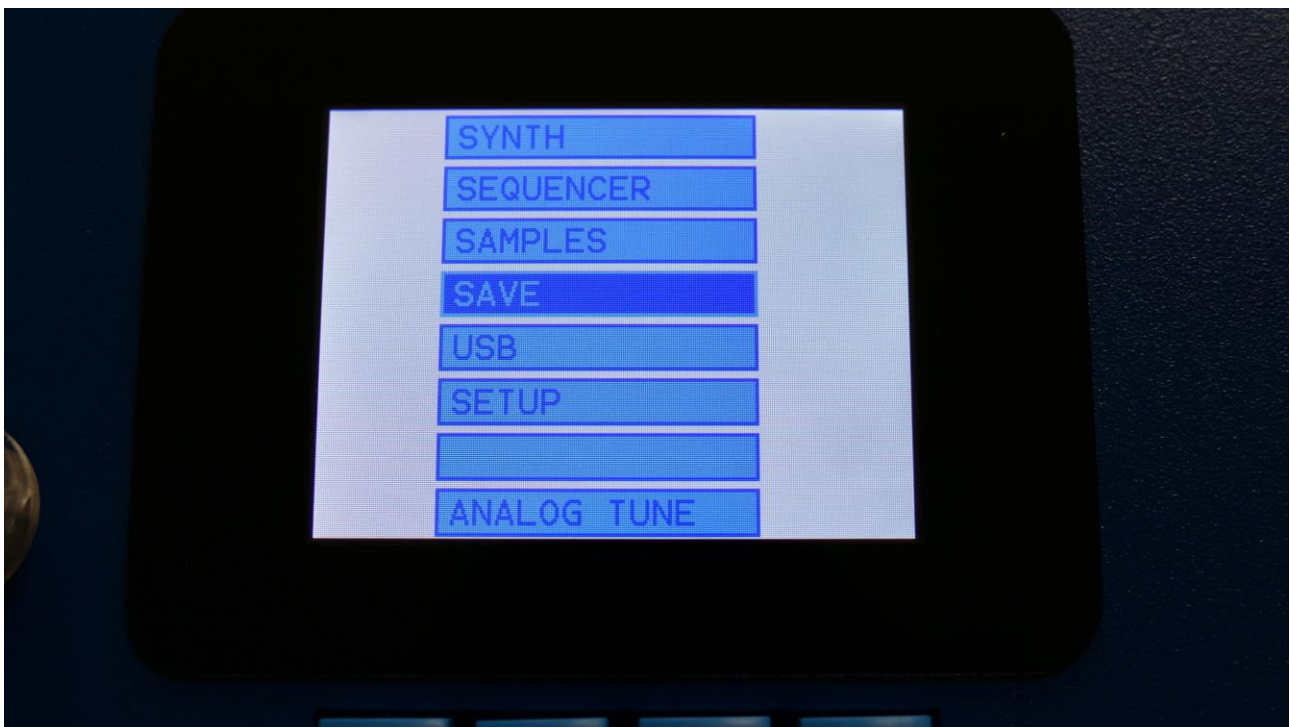 SYNTH
SEQUENCER
SAMPLES
SAVE
USB
SETUP
ANALOG TUNE